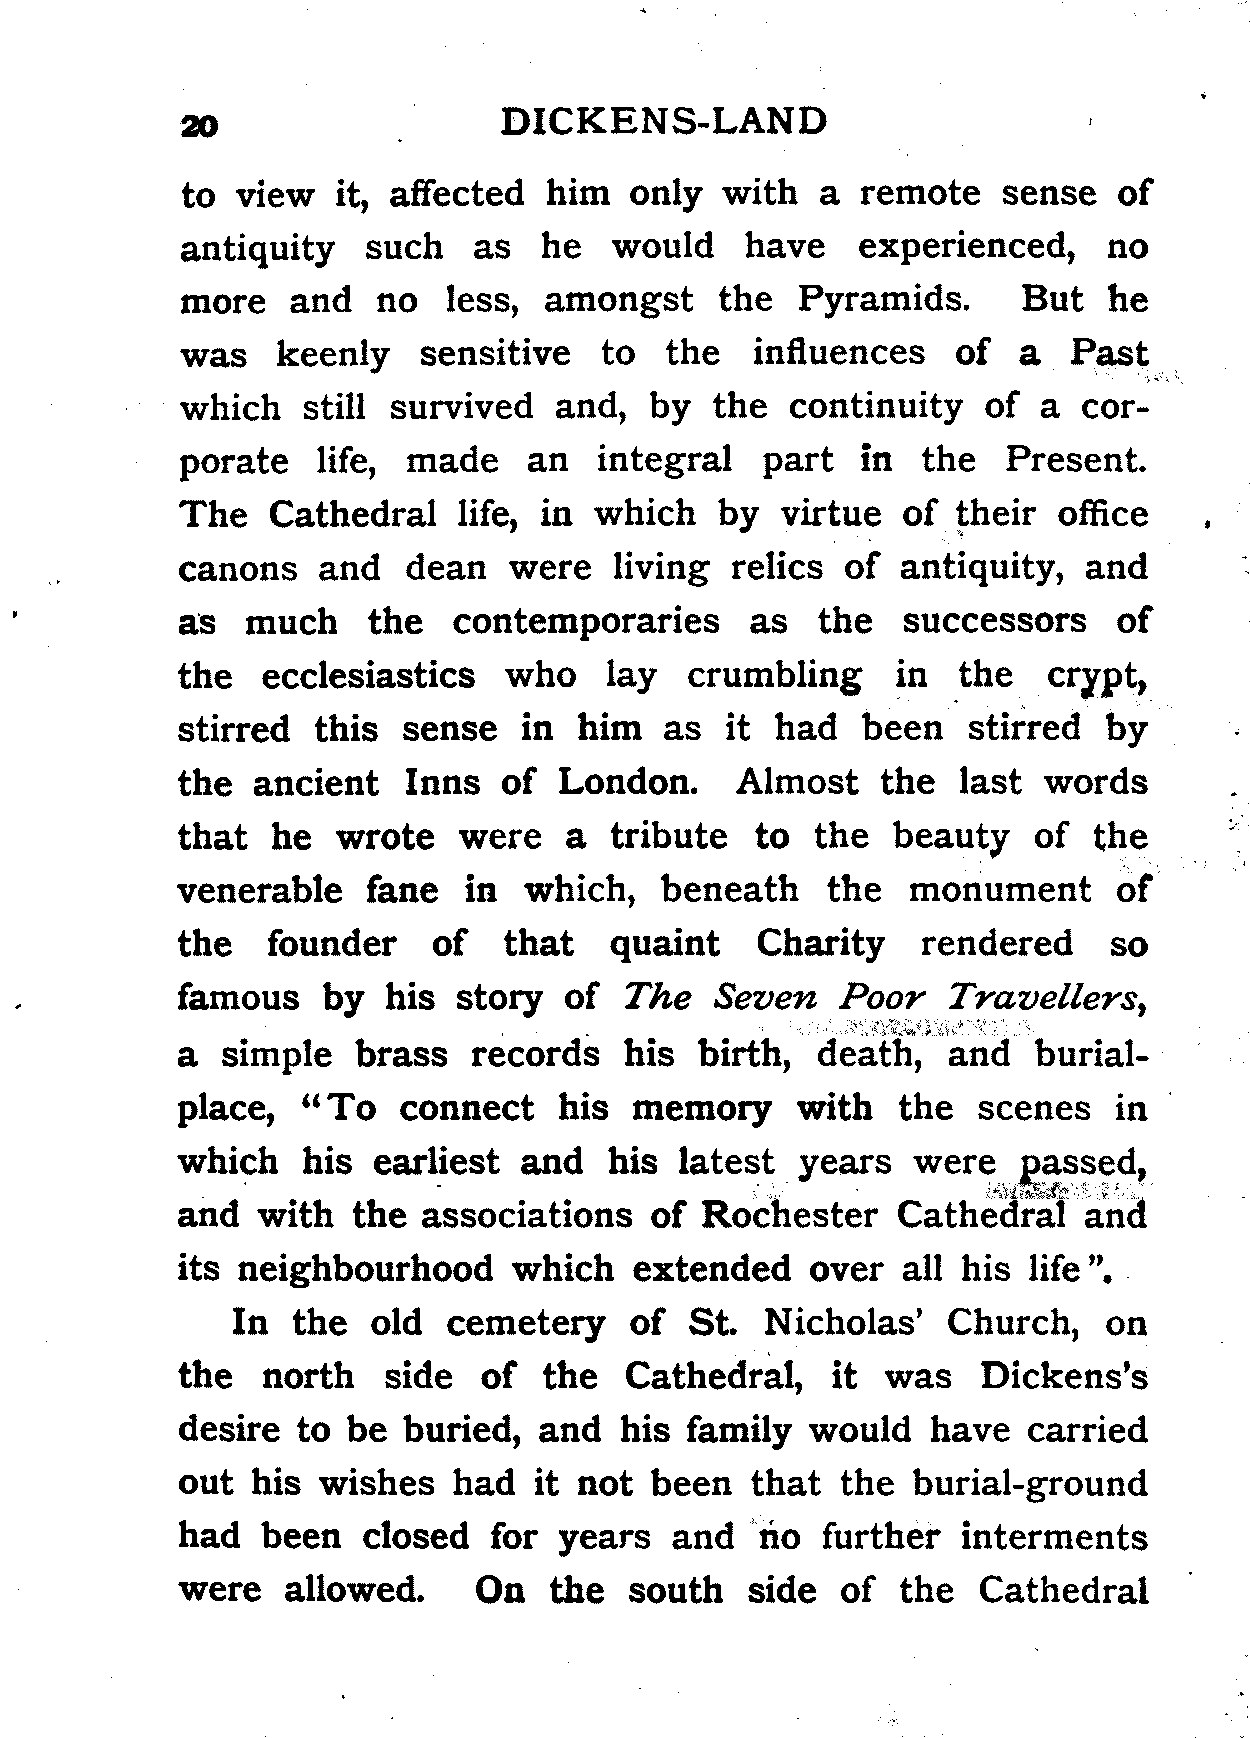 20 DICKENS-LAND
to view it, affected him only with a remote sense of
antiquity such as he would have experienced, no
more and no less, amongst the Pyramids. But he
was keenly sensitive to the influences of a Past
which still survived and, by the continuity of a cor-
porate life, made an integral part in the Present.
The Cathedral life, in which by virtue of their office
canons and dean were living relics of antiquity, and
as much the contemporaries as the successors of
the ecclesiastics who lay crumbling in the crypt,
stirred this sense in him as it had been stirred by
the ancient Inns of London. Almost the last words
that he wrote were a tribute to the beauty of the
venerable fane in which, beneath the monument of
the founder of that quaint Charity rendered so
famous by his story of The Seven Poor Travellers,
a simple brass records his birth, death, and burial-
place, "To connect his memory with the scenes in
which his earliest and his latest years were passed,
and with the associations of Rochester Cathedral and
its neighbourhood which extended over all his life".
In the old cemetery of St. Nicholas' Church, on
the north side of the Cathedral, it was Dickens's
desire to be buried, and his family would have carried
out his wishes had it not been that the burial-ground
had been closed for years and no further interments
were allowed. On the south side of the Cathedral